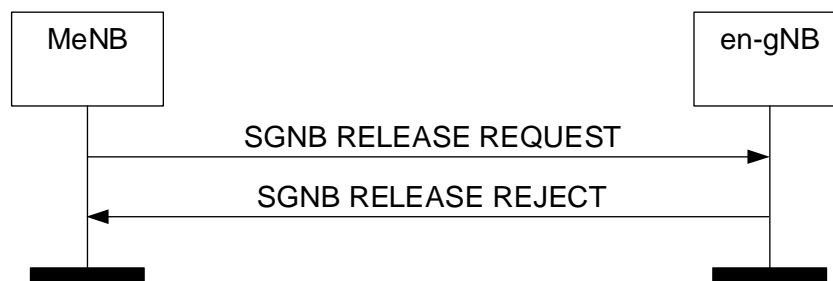 MeNB
en-gNB
SGNB RELEASE REQUEST
SGNB RELEASE REJECT